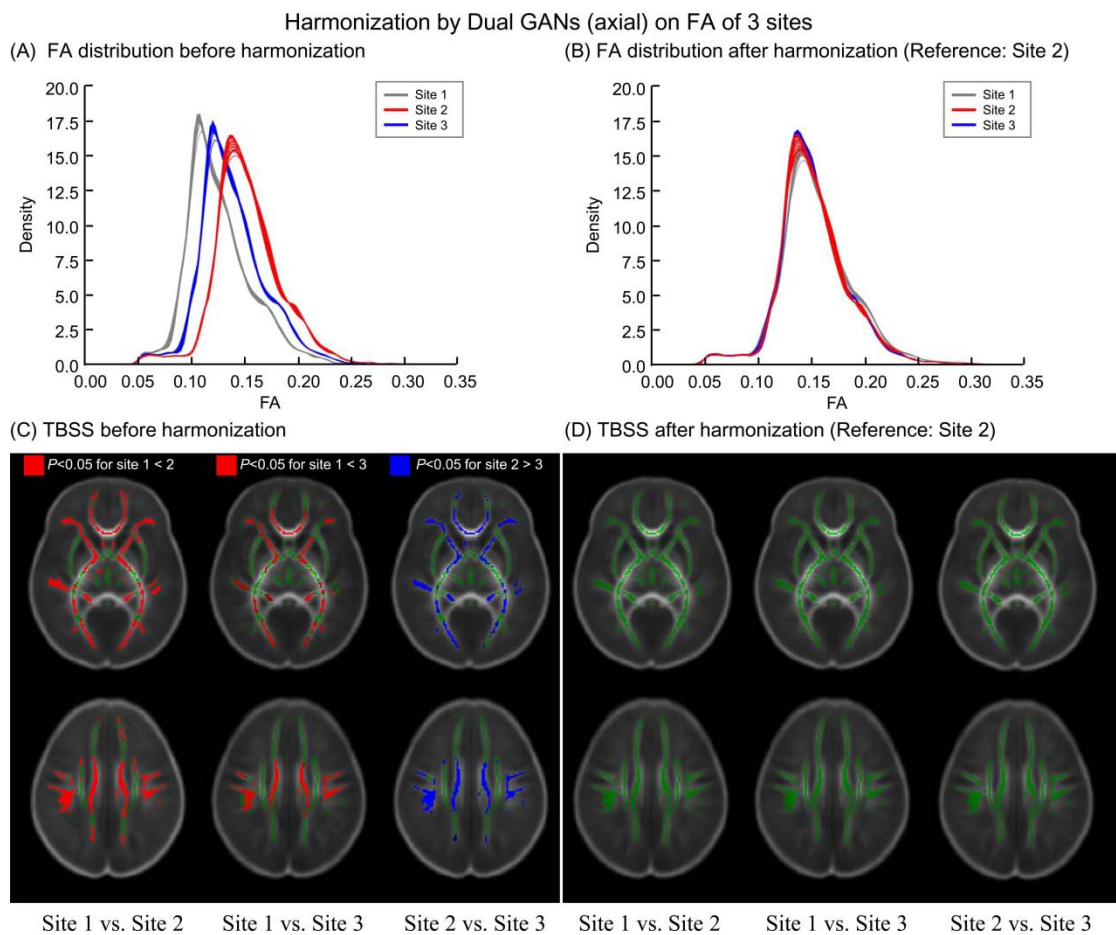 Harmonization by Dual GANs (axial) on FA of 3 sites
(A) FA distribution before harmonization
(B) FA distribution after harmonization (Reference: Site 2)
20.0
17.5
15.0
12.5
10.0
7.5
5.0
2.5
0.0
Density
Site 1
Site 2
Site 3
0.00 0.05 0.10 0.15 0.20 0.25 0.30 0.35
FA
20.0
17.5
15.0
12.5
10.0
7.5
5.0
2.5
0.0
Density
Site 1
Site 2
Site 3
0.00 0.05 0.10 0.15 0.20 0.25 0.30 0.35
FA
(C) TBSS before harmonization
(D) TBSS after harmonization (Reference: Site 2)
P<0.05 for site 1 < 2
P<0.05 for site 1 < 3
P<0.05 for site 2 > 3
Site 1 vs. Site 2
Site 1 vs. Site 3
Site 2 vs. Site 3
Site 1 vs. Site 2
Site 1 vs. Site 3
Site 2 vs. Site 3